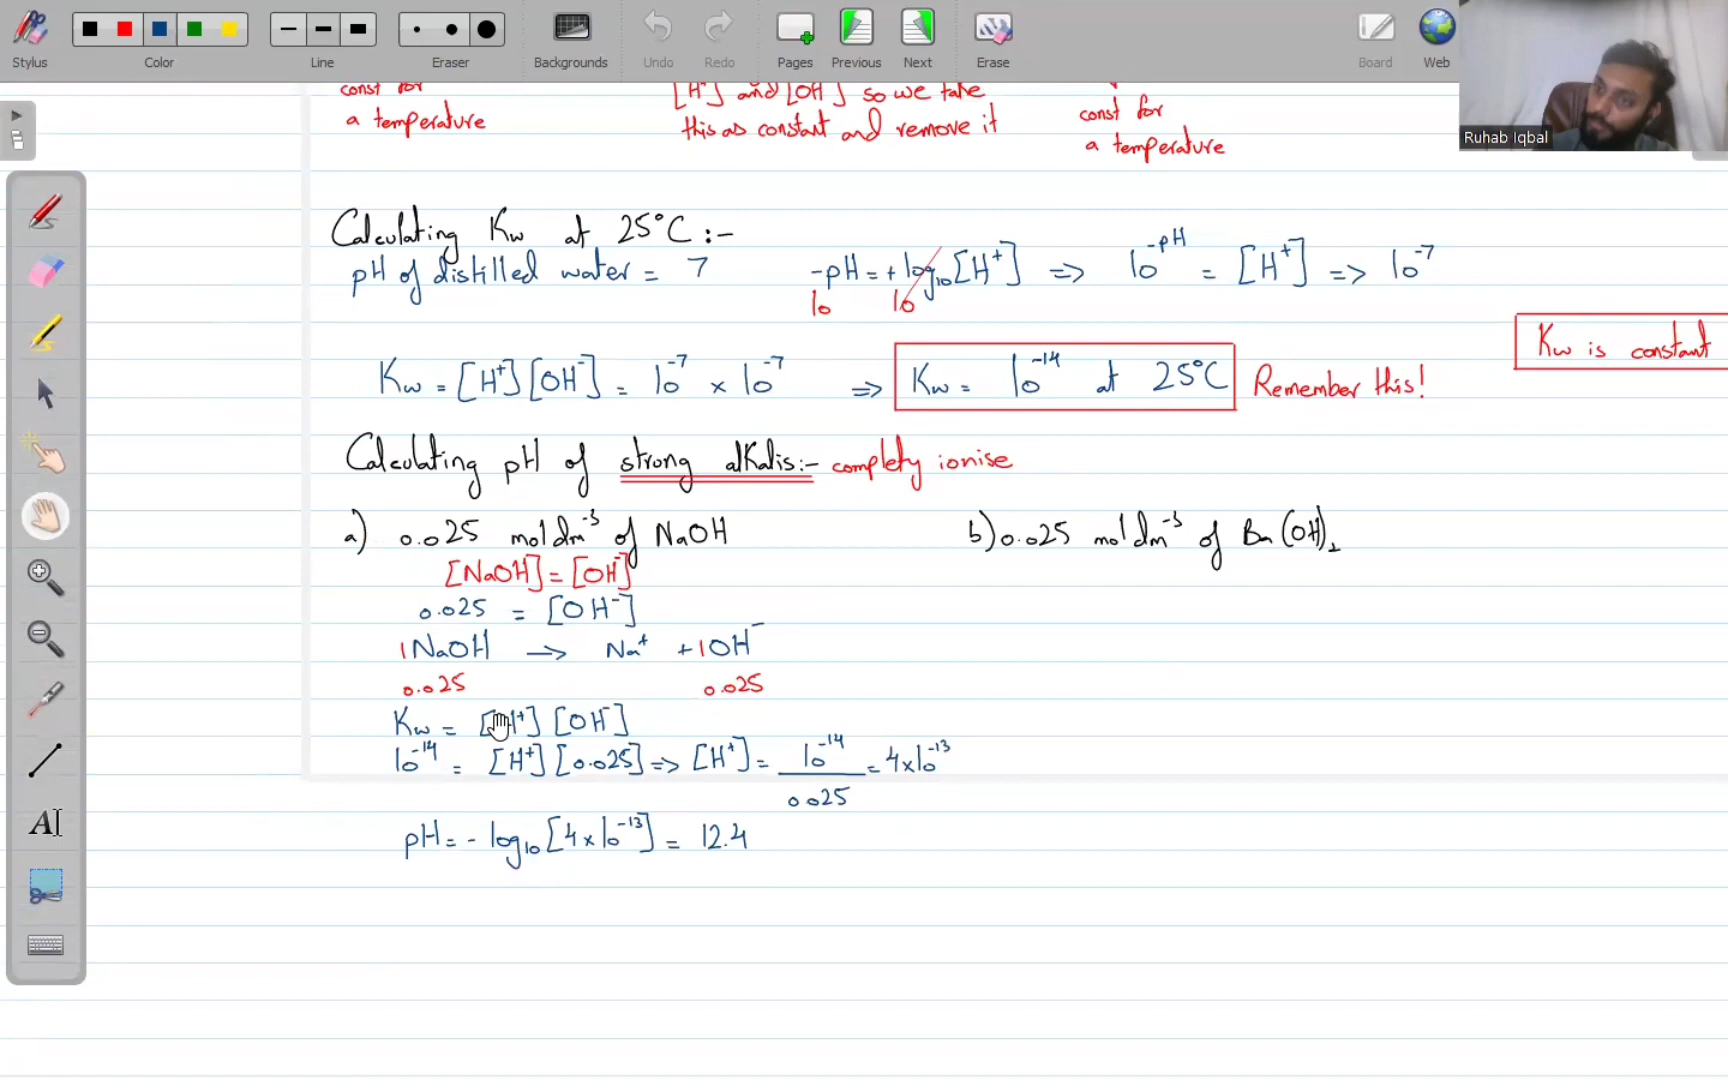 Stylus
Color
Line
Eraser
Backgrounds
Undo
Redo
Pages
Previous
Next
Erase
Board
Web
Ruhab Iqbal
const for
a temperature
[H⁺] and [OH⁻] so we take
this as constant and remove it
const for
a temperature
Calculating Kw at 25°C :-
pH of distilled water = 7
-pH = + log₁₀ [H⁺] => 10^-pH = [H⁺] => 10⁻⁷
10 10
Kw is constant
Kw = [H⁺][OH⁻] = 10⁻⁷ x 10⁻⁷ => Kw = 10⁻¹⁴ at 25°C Remember this!
Calculating pH of strong alkalis:- complety ionise
a) 0.025 mol dm⁻³ of NaOH
[NaOH] = [OH⁻]
0.025 = [OH⁻]
1NaOH → Na⁺ + 1OH⁻
0.025 0.025
Kw = [H⁺] [OH⁻]
10⁻¹⁴ = [H⁺] [0.025] => [H⁺] = 10⁻¹⁴ / 0.025 = 4x10⁻¹³
pH = - log₁₀ [4x10⁻¹³] = 12.4
b) 0.025 mol dm⁻³ of Ba(OH)₂
A